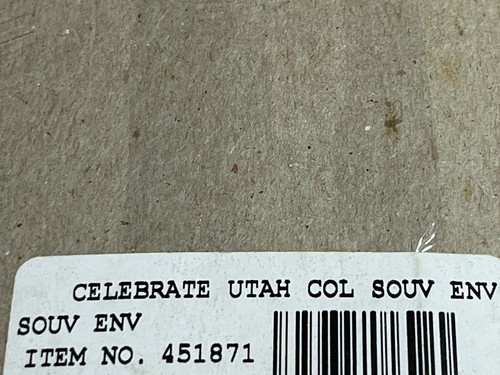 CELEBRATE UTAH COL SOUV ENV
SOUV ENV
ITEM NO. 451871